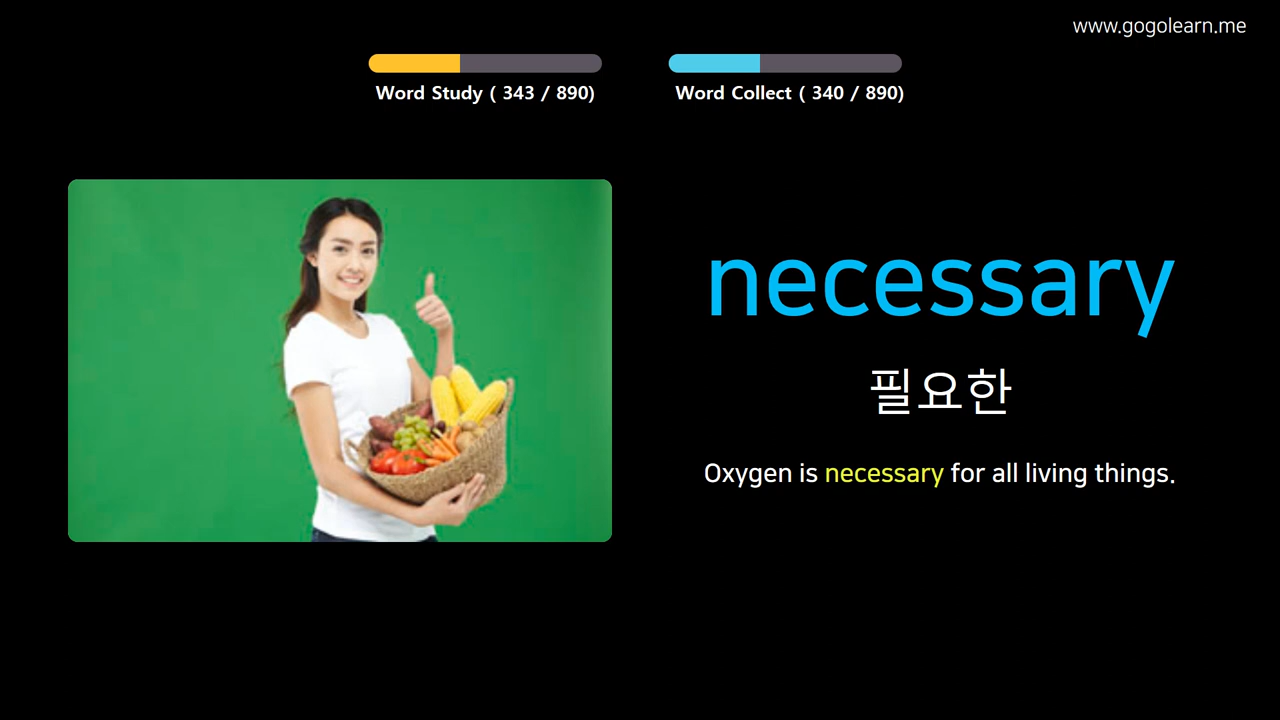 www.gogolearn.me
Word Study ( 343 / 890)
Word Collect ( 340 / 890)
necessary
필요한
Oxygen is necessary for all living things.